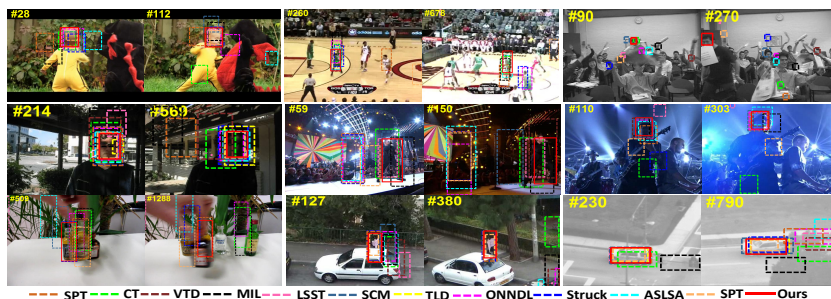 #28 #112 #260 #678 #90 #270
#214 #569 #59 #150 #110 #303
#509 #1288 #127 #380 #230 #790
SPT CT VTD MIL LSST SCM TLD ONNDL Struck ASLSA SPT Ours